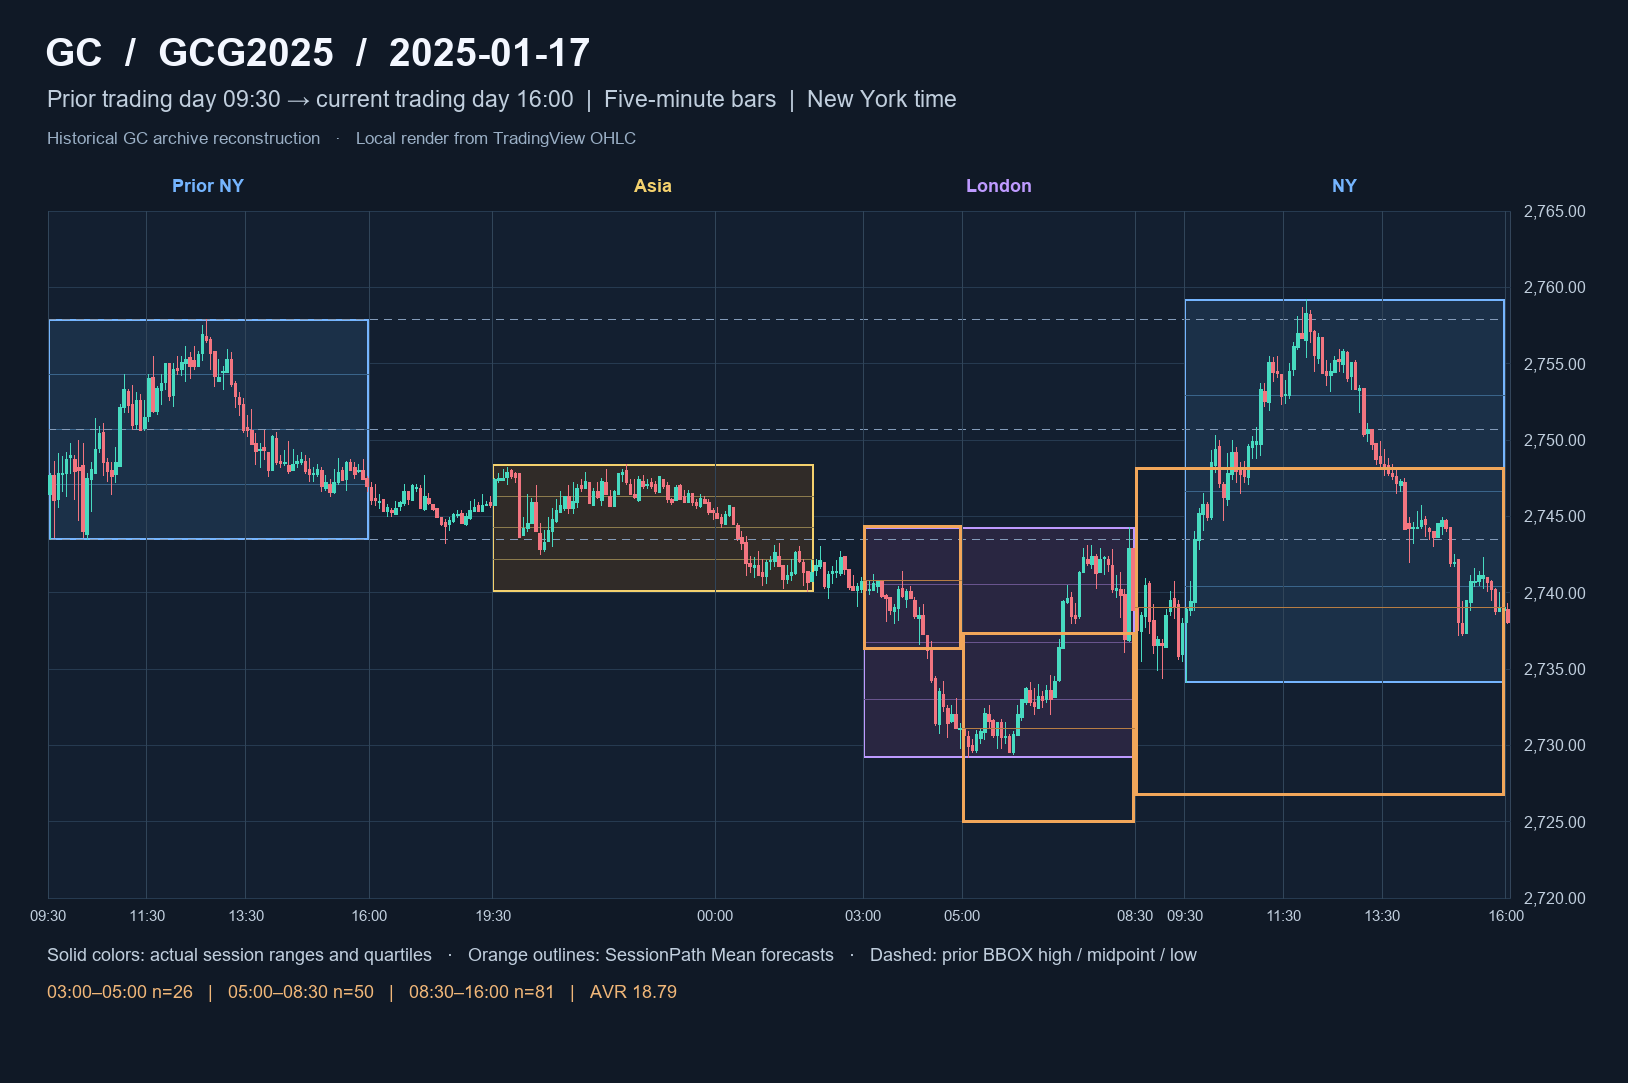 GC / GCG2025 / 2025-01-17
Prior trading day 09:30 → current trading day 16:00 | Five-minute bars | New York time
Historical GC archive reconstruction · Local render from TradingView OHLC
Prior NY Asia London NY
2,765.00
2,760.00
2,755.00
2,750.00
2,745.00
2,740.00
2,735.00
2,730.00
2,725.00
2,720.00
09:30 11:30 13:30 16:00 19:30 00:00 03:00 05:00 08:30 09:30 11:30 13:30 16:00
Solid colors: actual session ranges and quartiles · Orange outlines: SessionPath Mean forecasts · Dashed: prior BBOX high / midpoint / low
03:00–05:00 n=26 | 05:00–08:30 n=50 | 08:30–16:00 n=81 | AVR 18.79